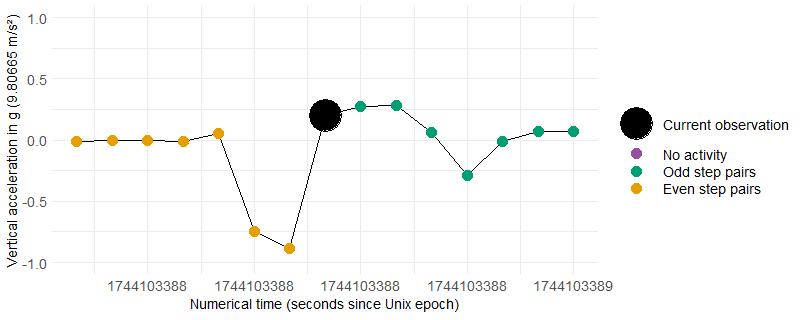 Vertical acceleration in g (9.80665 m/s²)
1.0
0.5
0.0
-0.5
-1.0
1744103388
1744103388
1744103388
1744103388
1744103389
Numerical time (seconds since Unix epoch)
Current observation
No activity
Odd step pairs
Even step pairs